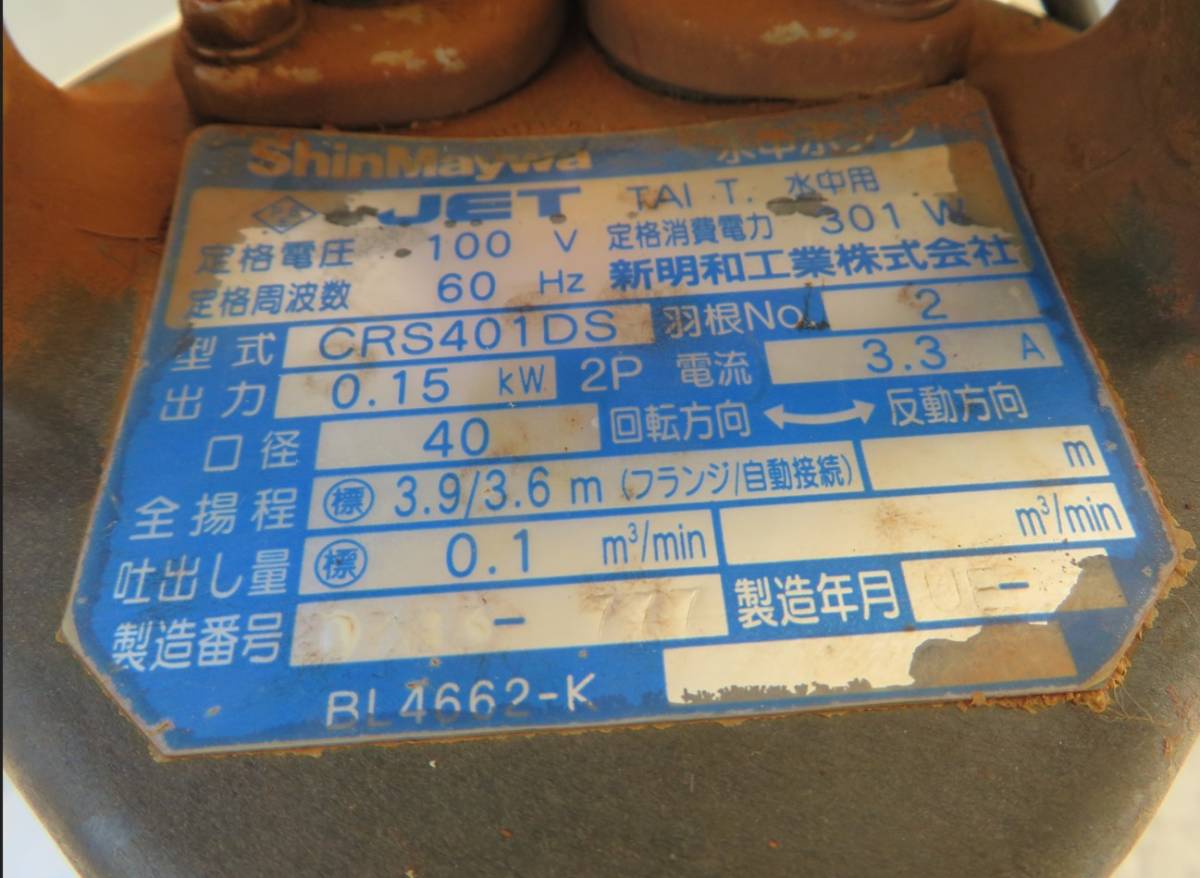 ShinMaywa 水中ポンプ
JET TAI T. 水中用
定格電圧 100 V 定格消費電力 301 W
定格周波数 60 Hz 新明和工業株式会社
型式 CRS401DS 羽根No. 2
出力 0.15 kW 2P 電流 3.3 A
口径 40 回転方向 ⟷ 反動方向
全揚程 標 3.9/3.6 m (フランジ/自動接続) m
吐出し量 標 0.1 m³/min m³/min
製造番号 - 製造年月 -
BL4662-K